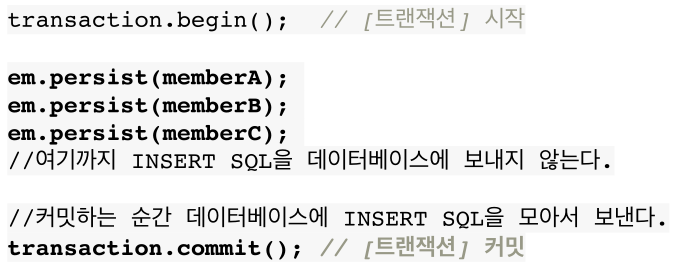 transaction.begin();  // [트랜잭션] 시작
em.persist(memberA);
em.persist(memberB);
em.persist(memberC);
//여기까지 INSERT SQL을 데이터베이스에 보내지 않는다.
//커밋하는 순간 데이터베이스에 INSERT SQL을 모아서 보낸다.
transaction.commit(); // [트랜잭션] 커밋